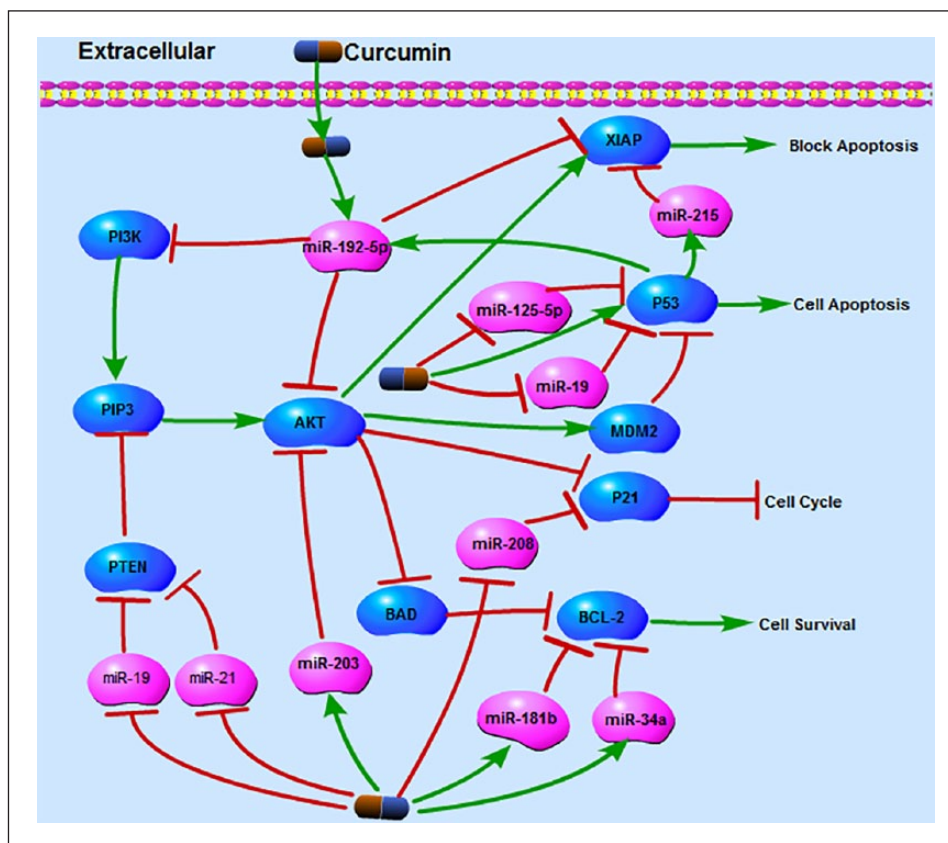 Extracellular
Curcumin
XIAP
Block Apoptosis
miR-215
PI3K
miR-192-5p
P53
Cell Apoptosis
miR-125-5p
miR-19
PIP3
AKT
MDM2
P21
Cell Cycle
miR-208
PTEN
BAD
BCL-2
Cell Survival
miR-19
miR-21
miR-203
miR-181b
miR-34a